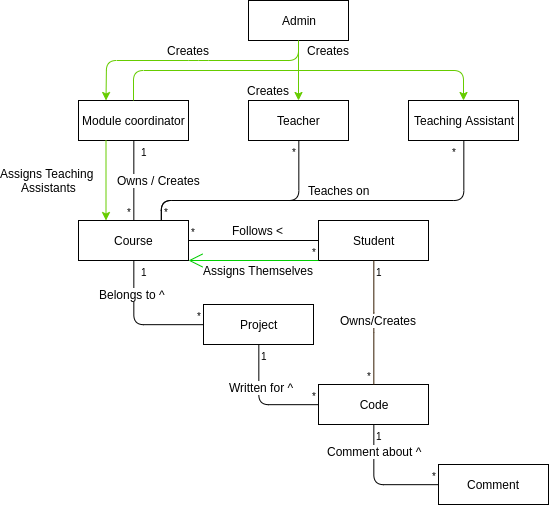 Admin
Creates
Creates
Creates
Module coordinator
Teacher
Teaching Assistant
1
*
*
Assigns Teaching
Assistants
Owns / Creates
Teaches on
*
*
Course
*
Follows <
*
Student
Assigns Themselves
1
1
Belongs to ^
*
Project
Owns/Creates
1
*
Written for ^
*
Code
1
Comment about ^
*
Comment